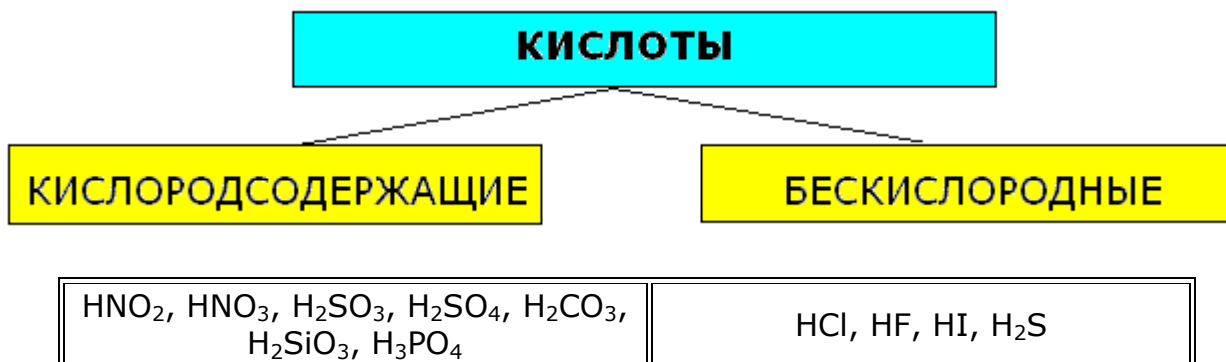 КИСЛОТЫ
КИСЛОРОДСОДЕРЖАЩИЕ
БЕСКИСЛОРОДНЫЕ
HNO₂, HNO₃, H₂SO₃, H₂SO₄, H₂CO₃,
H₂SiO₃, H₃PO₄
HCl, HF, HI, H₂S